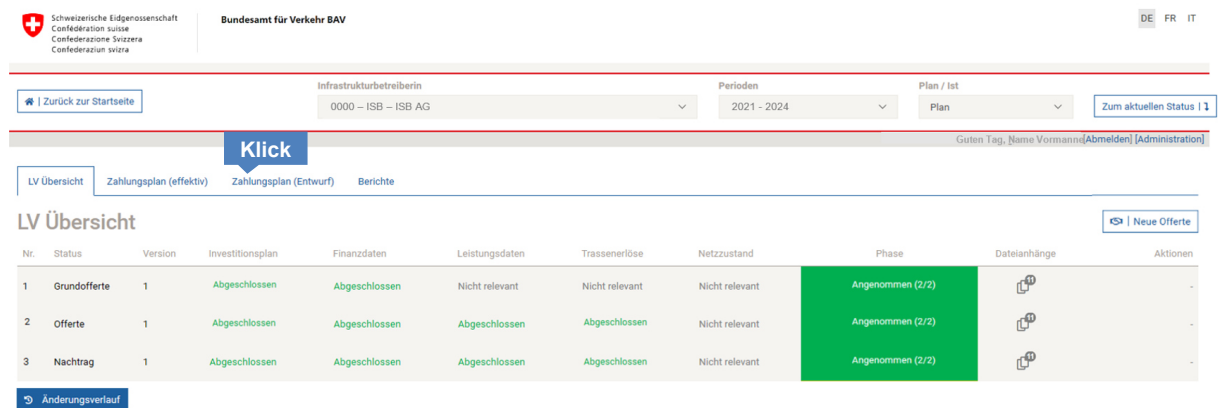 Schweizerische Eidgenossenschaft
Confédération suisse
Confederazione Svizzera
Confederaziun svizra
Bundesamt für Verkehr BAV
DE FR IT
Infrastrukturbetreiberin Perioden Plan / Ist
| Zurück zur Startseite 0000 – ISB – ISB AG 2021 - 2024 Plan Zum aktuellen Status |
Guten Tag, Name Vormanne[Abmelden] [Administration]
Klick
LV Übersicht Zahlungsplan (effektiv) Zahlungsplan (Entwurf) Berichte
LV Übersicht | Neue Offerte
Nr. Status Version Investitionsplan Finanzdaten Leistungsdaten Trassenerlöse Netzzustand Phase Dateianhänge Aktionen
1 Grundofferte 1 Abgeschlossen Abgeschlossen Nicht relevant Nicht relevant Nicht relevant Angenommen (2/2) 11 -
2 Offerte 1 Abgeschlossen Abgeschlossen Abgeschlossen Abgeschlossen Nicht relevant Angenommen (2/2) 11 -
3 Nachtrag 1 Abgeschlossen Abgeschlossen Abgeschlossen Abgeschlossen Nicht relevant Angenommen (2/2) 11 -
Änderungsverlauf